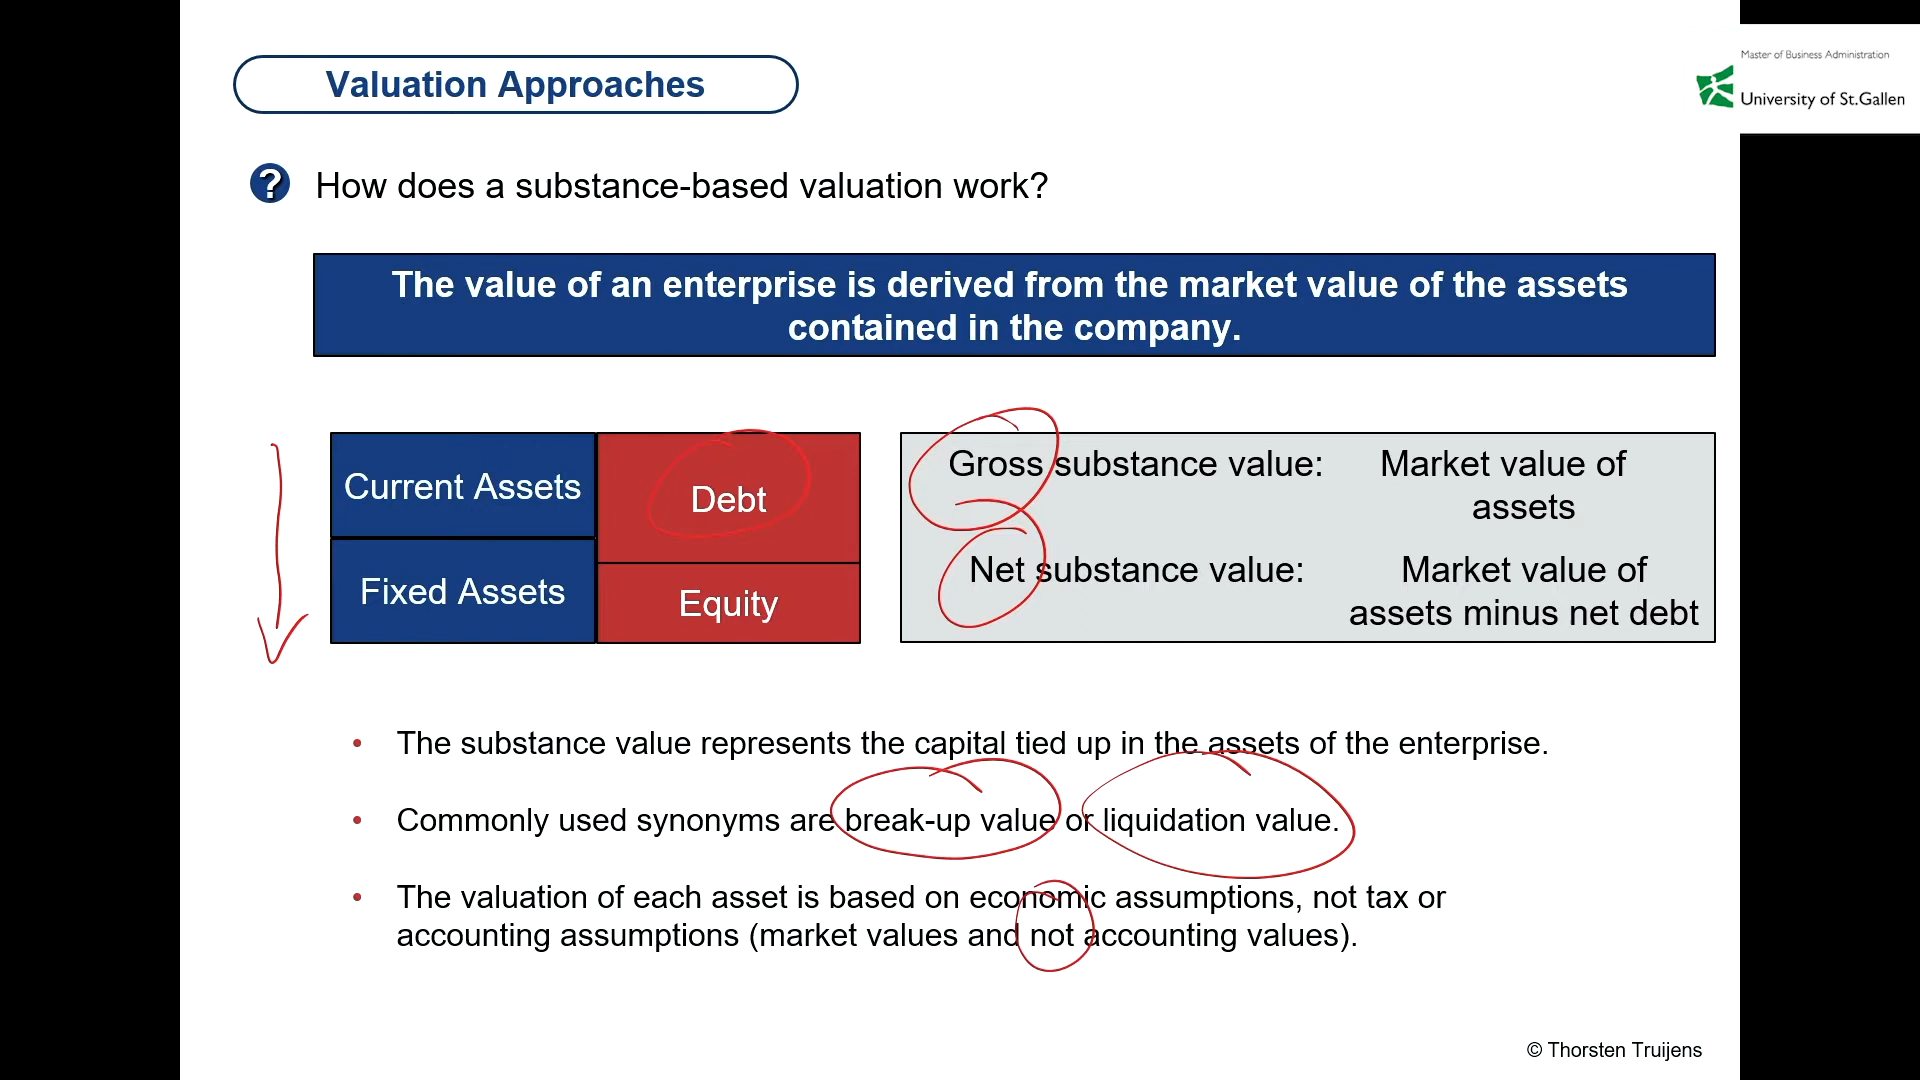 Valuation Approaches
Master of Business Administration
University of St.Gallen
? How does a substance-based valuation work?
The value of an enterprise is derived from the market value of the assets
contained in the company.
Current Assets
Fixed Assets
Debt
Equity
Gross substance value: Market value of
assets
Net substance value: Market value of
assets minus net debt
• The substance value represents the capital tied up in the assets of the enterprise.
• Commonly used synonyms are break-up value or liquidation value.
• The valuation of each asset is based on economic assumptions, not tax or
accounting assumptions (market values and not accounting values).
© Thorsten Truijens